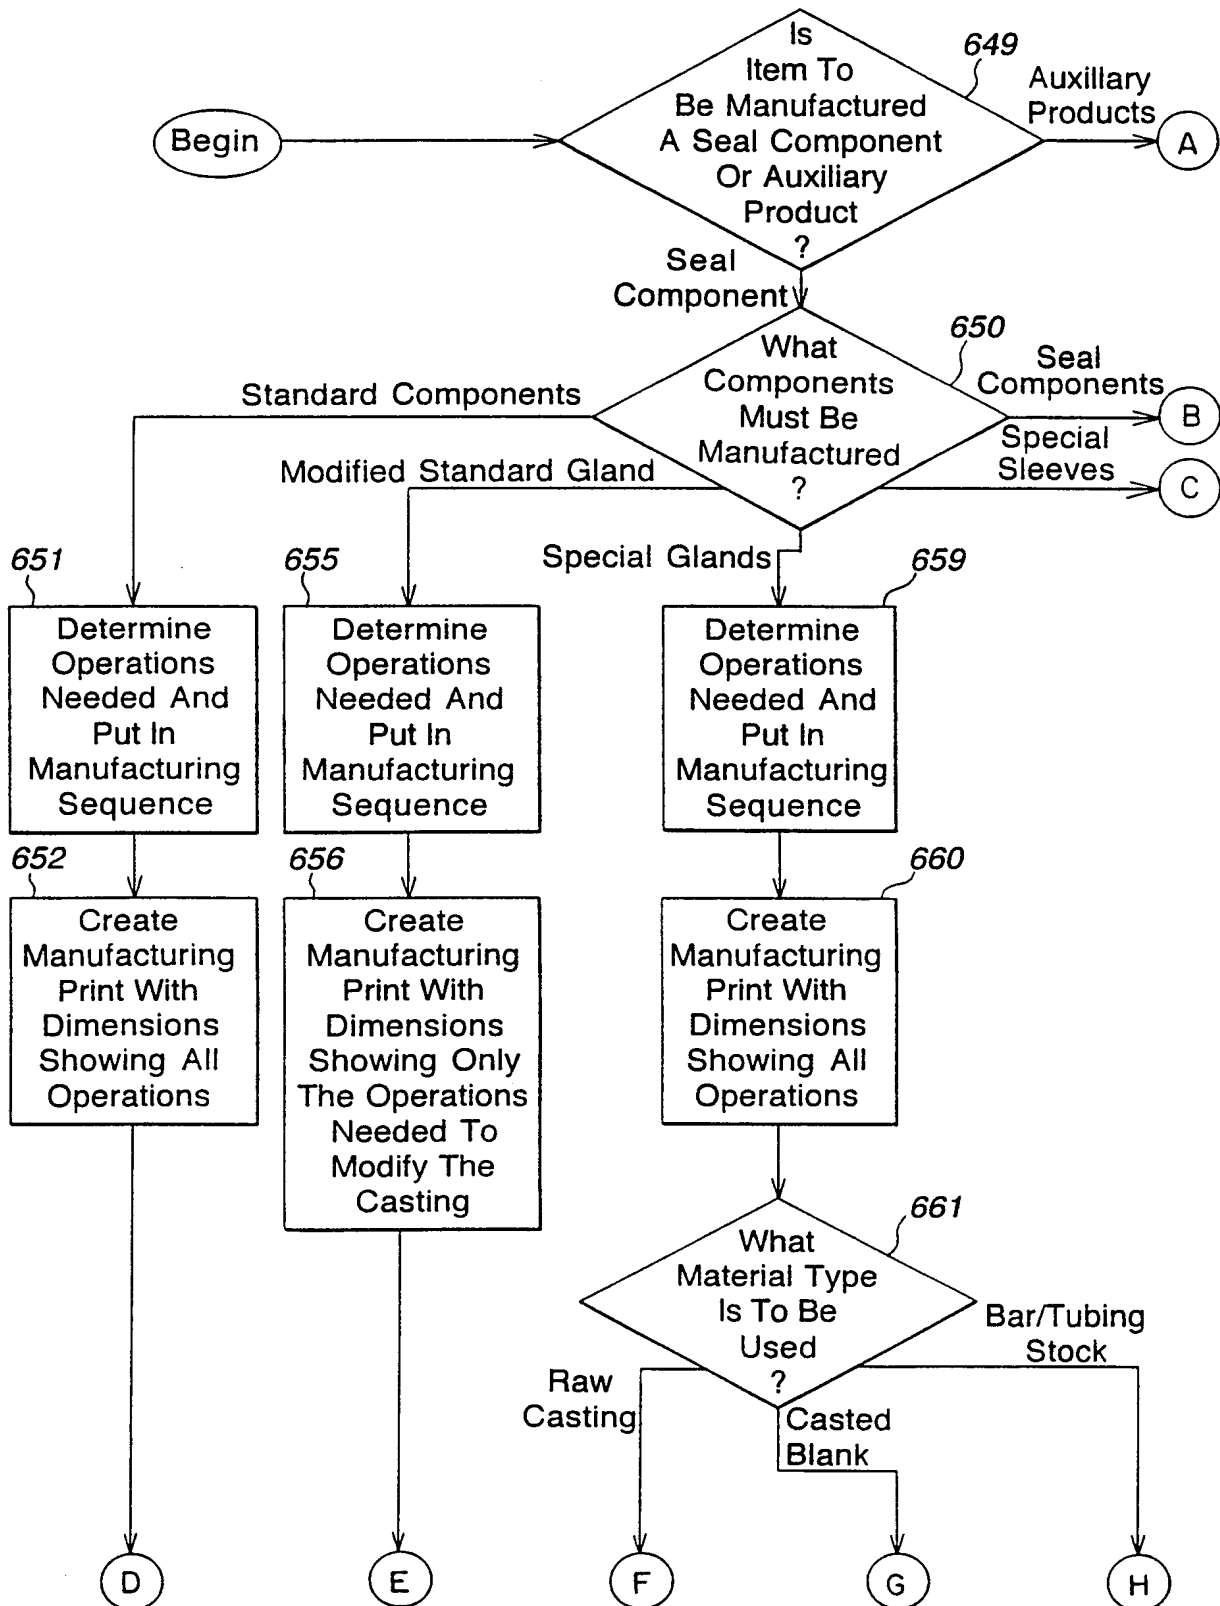 Begin
Is
Item To
Be Manufactured
A Seal Component
Or Auxiliary
Product
?
649
Auxillary
Products
A
Seal
Component
What
Components
Must Be
Manufactured
?
650
Seal
Components
B
Special
Sleeves
C
Standard Components
Modified Standard Gland
Special Glands
651
Determine
Operations
Needed And
Put In
Manufacturing
Sequence
655
Determine
Operations
Needed And
Put In
Manufacturing
Sequence
659
Determine
Operations
Needed And
Put In
Manufacturing
Sequence
652
Create
Manufacturing
Print With
Dimensions
Showing All
Operations
656
Create
Manufacturing
Print With
Dimensions
Showing Only
The Operations
Needed To
Modify The
Casting
660
Create
Manufacturing
Print With
Dimensions
Showing All
Operations
661
What
Material Type
Is To Be
Used
?
Raw
Casting
Casted
Blank
Bar/Tubing
Stock
D
E
F
G
H